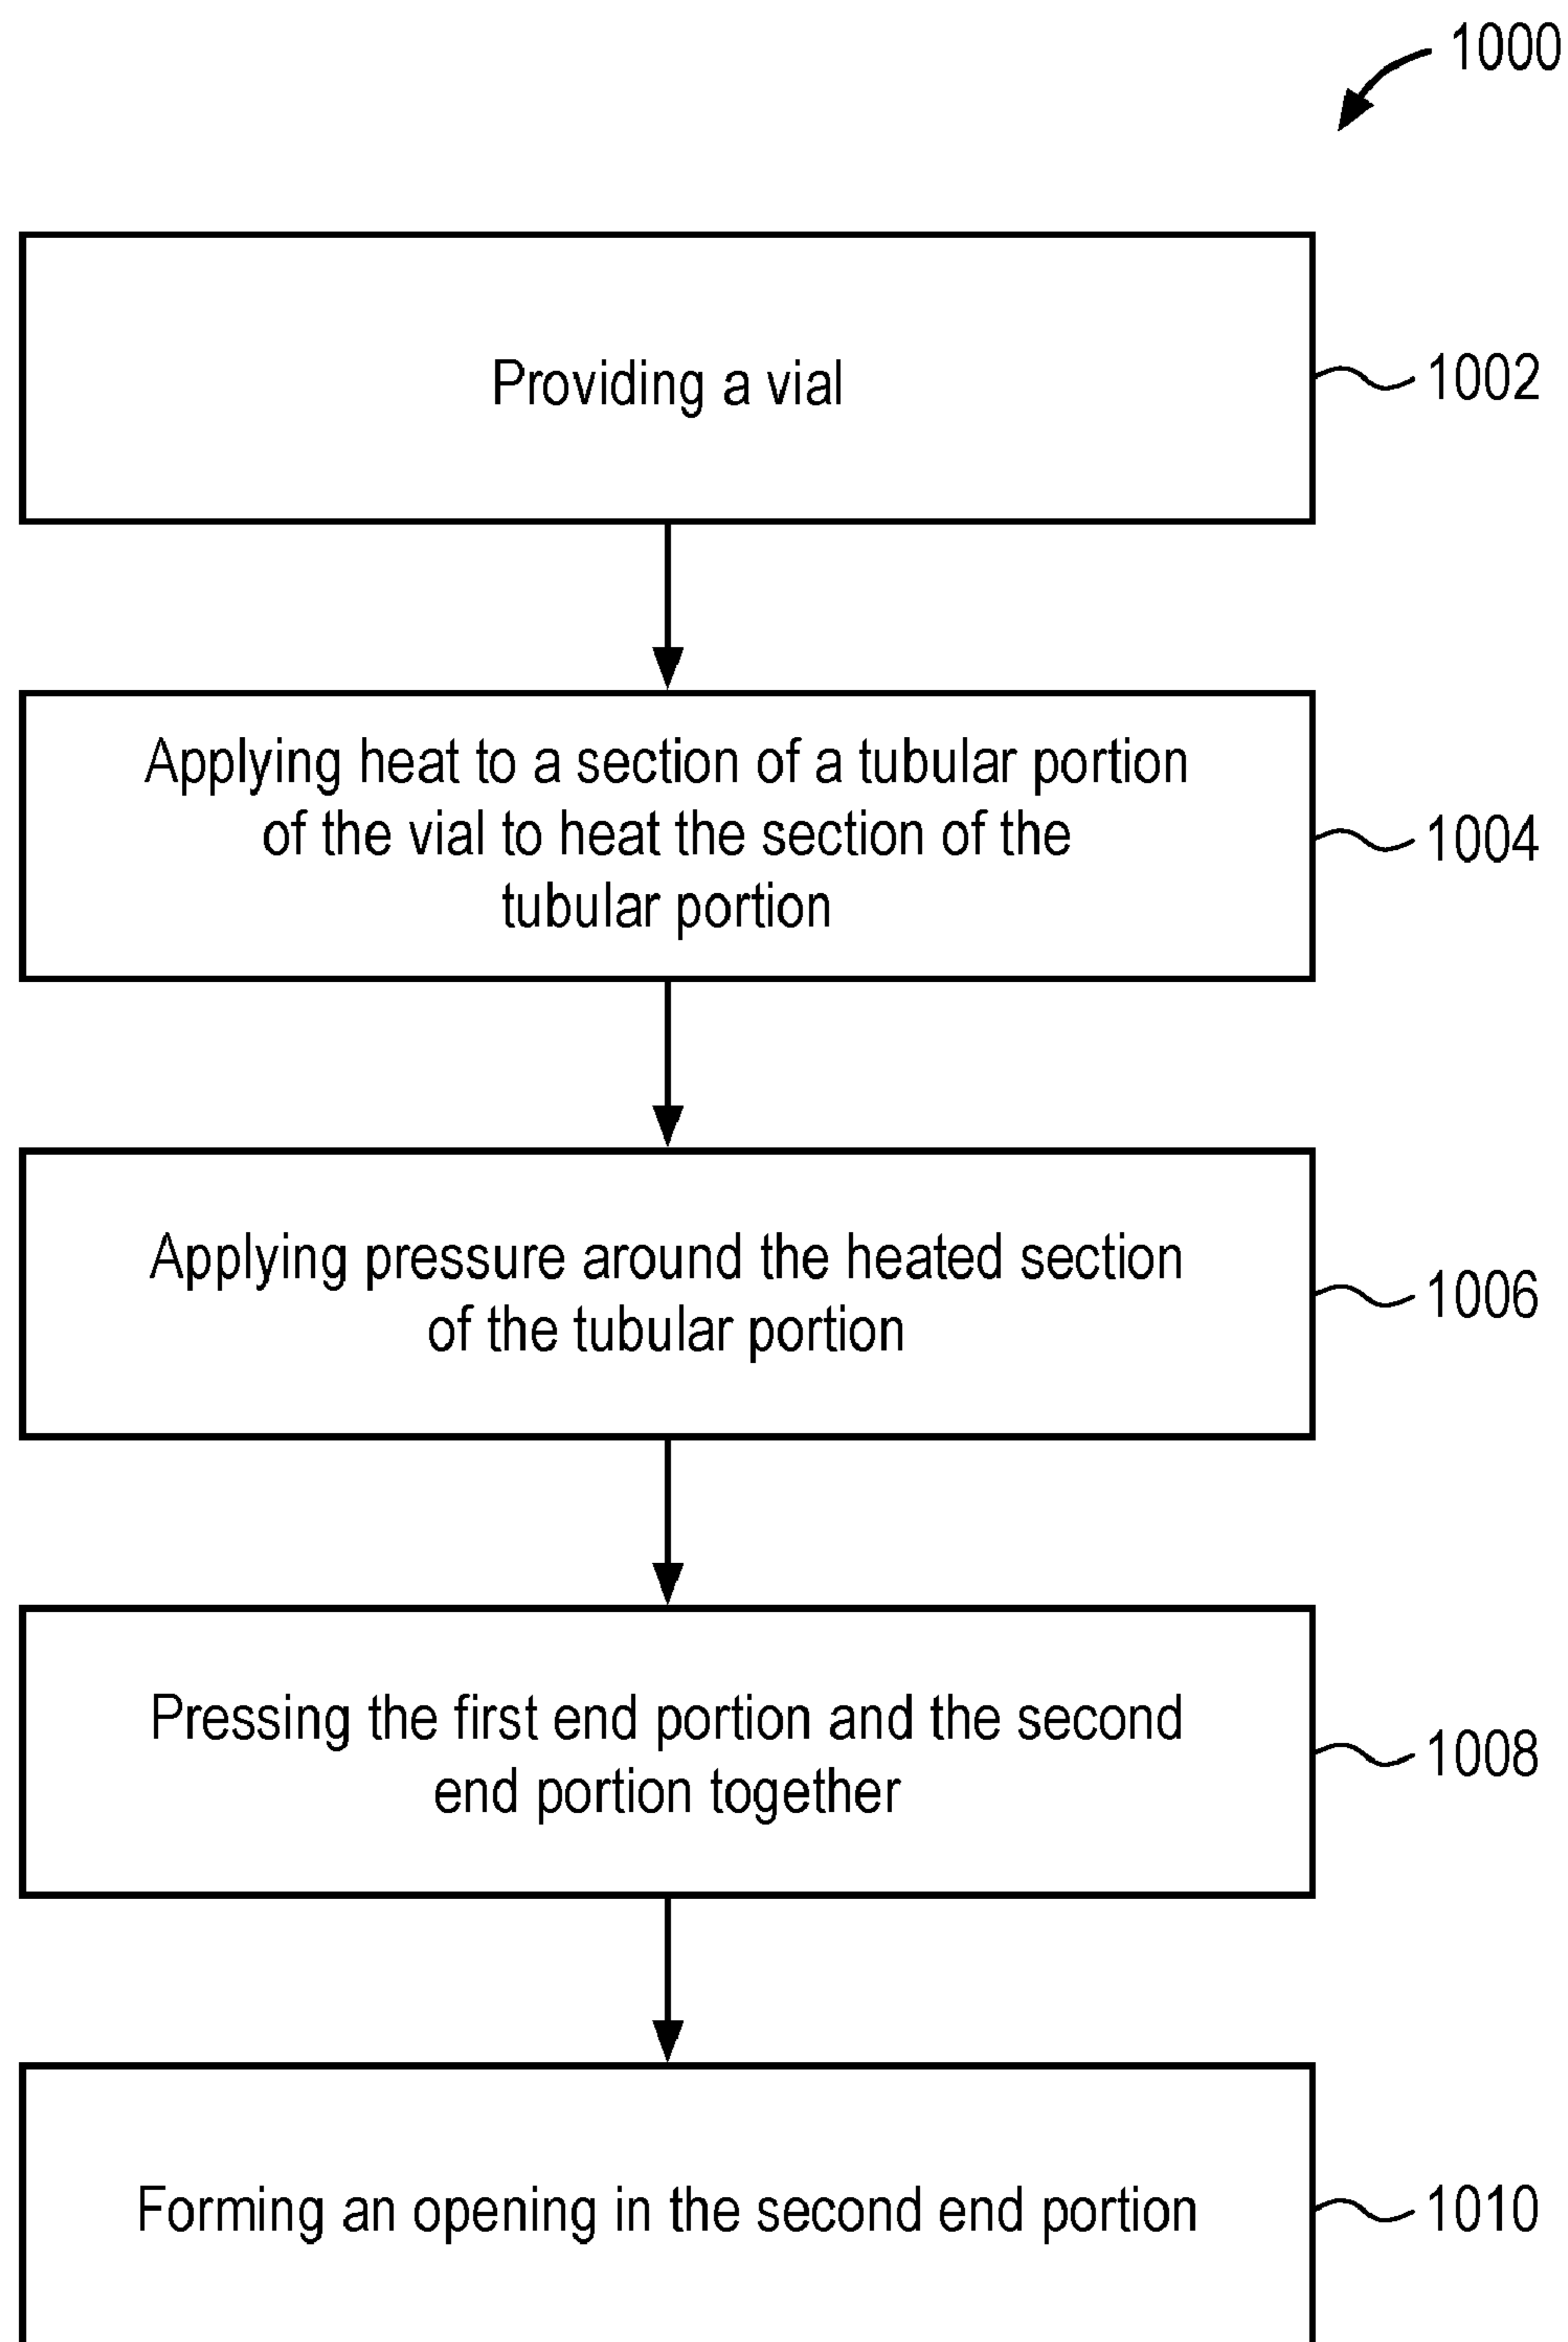 1000
Providing a vial
1002
Applying heat to a section of a tubular portion
of the vial to heat the section of the
tubular portion
1004
Applying pressure around the heated section
of the tubular portion
1006
Pressing the first end portion and the second
end portion together
1008
Forming an opening in the second end portion
1010